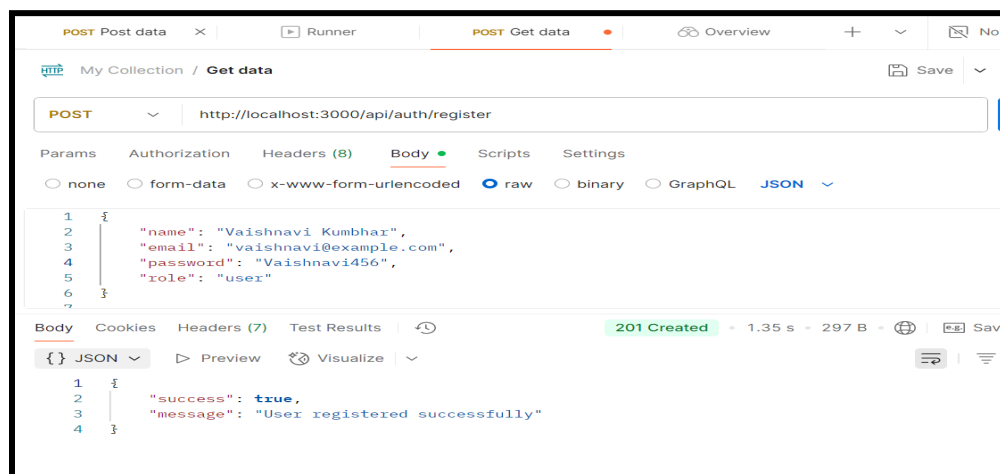 POST Post data Runner POST Get data Overview No
HTTP My Collection / Get data Save
POST http://localhost:3000/api/auth/register
Params Authorization Headers (8) Body Scripts Settings
none form-data x-www-form-urlencoded raw binary GraphQL JSON
1 {
2 "name": "Vaishnavi Kumbhar",
3 "email": "vaishnavi@example.com",
4 "password": "Vaishnavi456",
5 "role": "user"
6 }
7
Body Cookies Headers (7) Test Results 201 Created 1.35 s 297 B e.g. Sav
{} JSON Preview Visualize
1 {
2 "success": true,
3 "message": "User registered successfully"
4 }